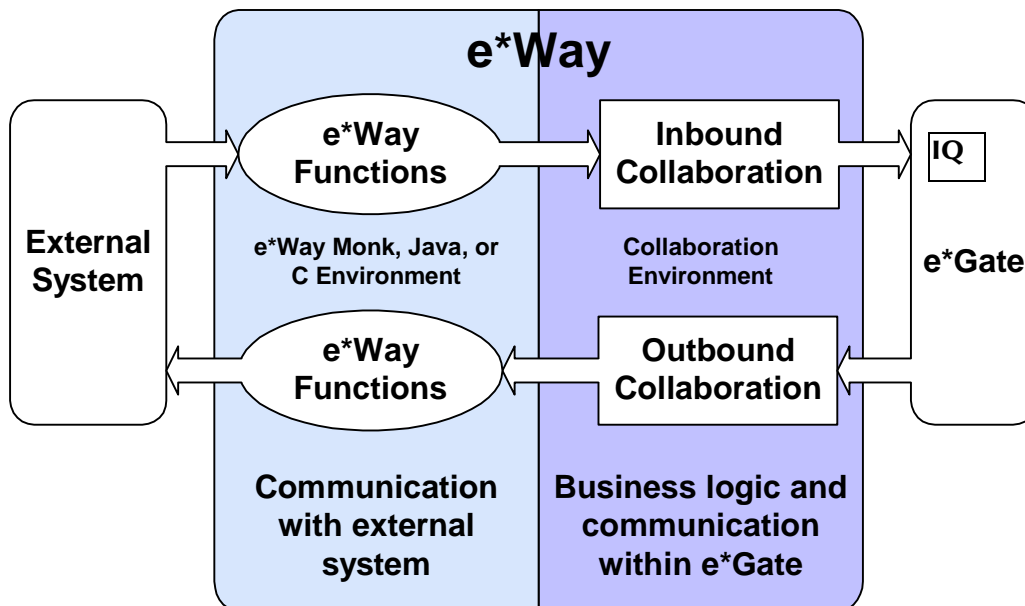 e*Way
External
System
e*Way
Functions
Inbound
Collaboration
IQ
e*Way Monk, Java, or
C Environment
Collaboration
Environment
e*Gate
e*Way
Functions
Outbound
Collaboration
Communication
with external
system
Business logic and
communication
within e*Gate